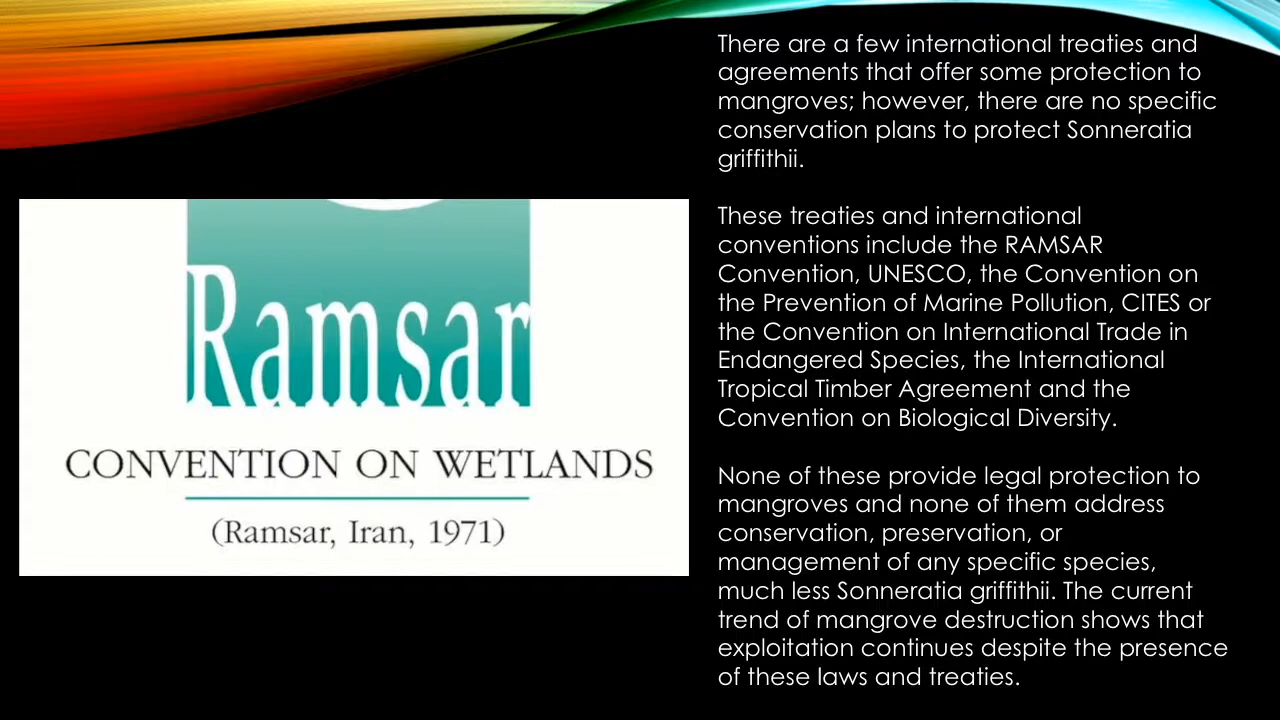 There are a few international treaties and
agreements that offer some protection to
mangroves; however, there are no specific
conservation plans to protect Sonneratia
griffithii.
These treaties and international
conventions include the RAMSAR
Convention, UNESCO, the Convention on
the Prevention of Marine Pollution, CITES or
the Convention on International Trade in
Endangered Species, the International
Tropical Timber Agreement and the
Convention on Biological Diversity.
None of these provide legal protection to
mangroves and none of them address
conservation, preservation, or
management of any specific species,
much less Sonneratia griffithii. The current
trend of mangrove destruction shows that
exploitation continues despite the presence
of these laws and treaties.
Ramsar
CONVENTION ON WETLANDS
(Ramsar, Iran, 1971)